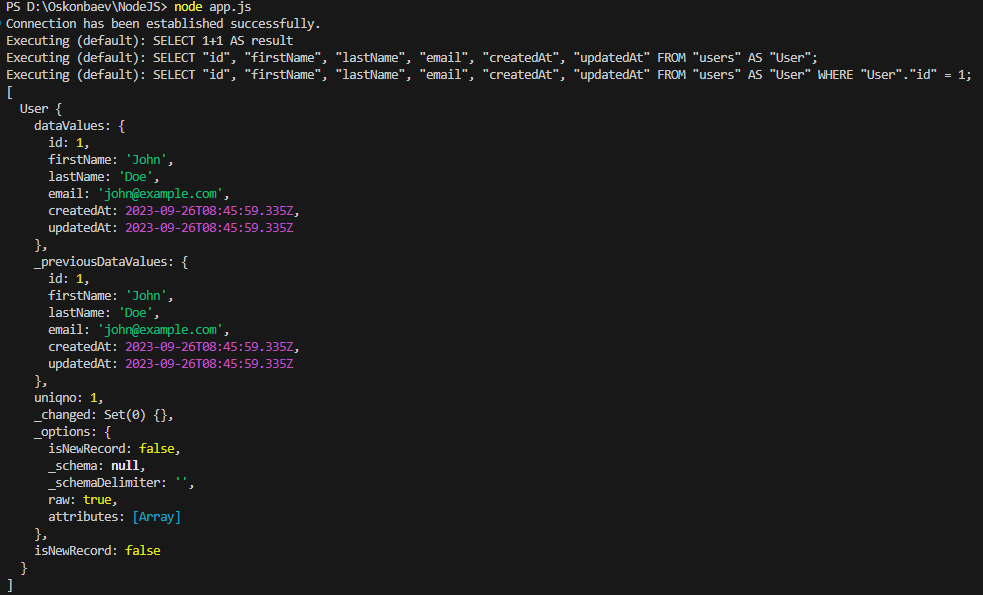 PS D:\Oskonbaev\NodeJS> node app.js
Connection has been established successfully.
Executing (default): SELECT 1+1 AS result
Executing (default): SELECT "id", "firstName", "lastName", "email", "createdAt", "updatedAt" FROM "users" AS "User";
Executing (default): SELECT "id", "firstName", "lastName", "email", "createdAt", "updatedAt" FROM "users" AS "User" WHERE "User"."id" = 1;
[
  User {
    dataValues: {
      id: 1,
      firstName: 'John',
      lastName: 'Doe',
      email: 'john@example.com',
      createdAt: 2023-09-26T08:45:59.335Z,
      updatedAt: 2023-09-26T08:45:59.335Z
    },
    _previousDataValues: {
      id: 1,
      firstName: 'John',
      lastName: 'Doe',
      email: 'john@example.com',
      createdAt: 2023-09-26T08:45:59.335Z,
      updatedAt: 2023-09-26T08:45:59.335Z
    },
    uniqno: 1,
    _changed: Set(0) {},
    _options: {
      isNewRecord: false,
      _schema: null,
      _schemaDelimiter: '',
      raw: true,
      attributes: [Array]
    },
    isNewRecord: false
  }
]